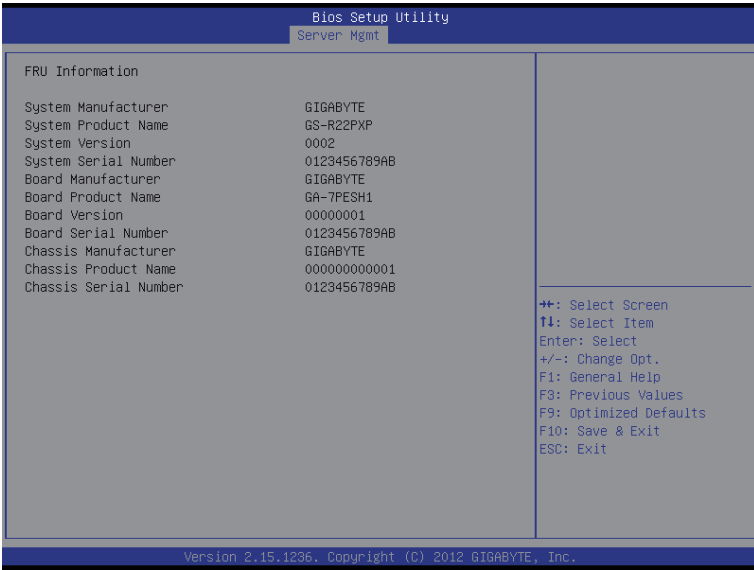 Bios Setup Utility
Server Mgmt
FRU Information
System Manufacturer GIGABYTE
System Product Name GS-R22PXP
System Version 0002
System Serial Number 0123456789AB
Board Manufacturer GIGABYTE
Board Product Name GA-7PESH1
Board Version 00000001
Board Serial Number 0123456789AB
Chassis Manufacturer GIGABYTE
Chassis Product Name 000000000001
Chassis Serial Number 0123456789AB
→←: Select Screen
↑↓: Select Item
Enter: Select
+/-: Change Opt.
F1: General Help
F3: Previous Values
F9: Optimized Defaults
F10: Save & Exit
ESC: Exit
Version 2.15.1236. Copyright (C) 2012 GIGABYTE, Inc.